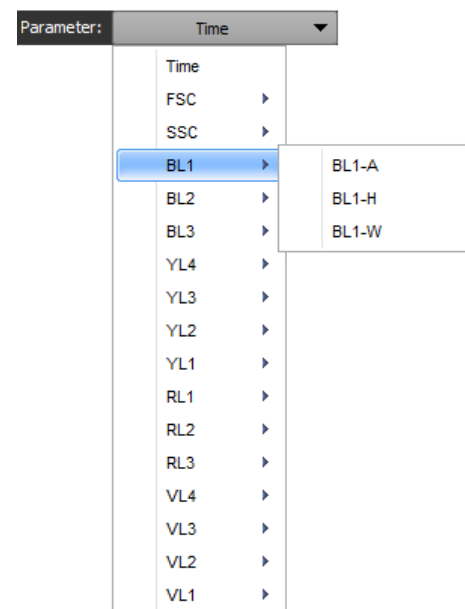 Parameter: Time
Time
FSC
SSC
BL1
BL1-A
BL1-H
BL1-W
BL2
BL3
YL4
YL3
YL2
YL1
RL1
RL2
RL3
VL4
VL3
VL2
VL1